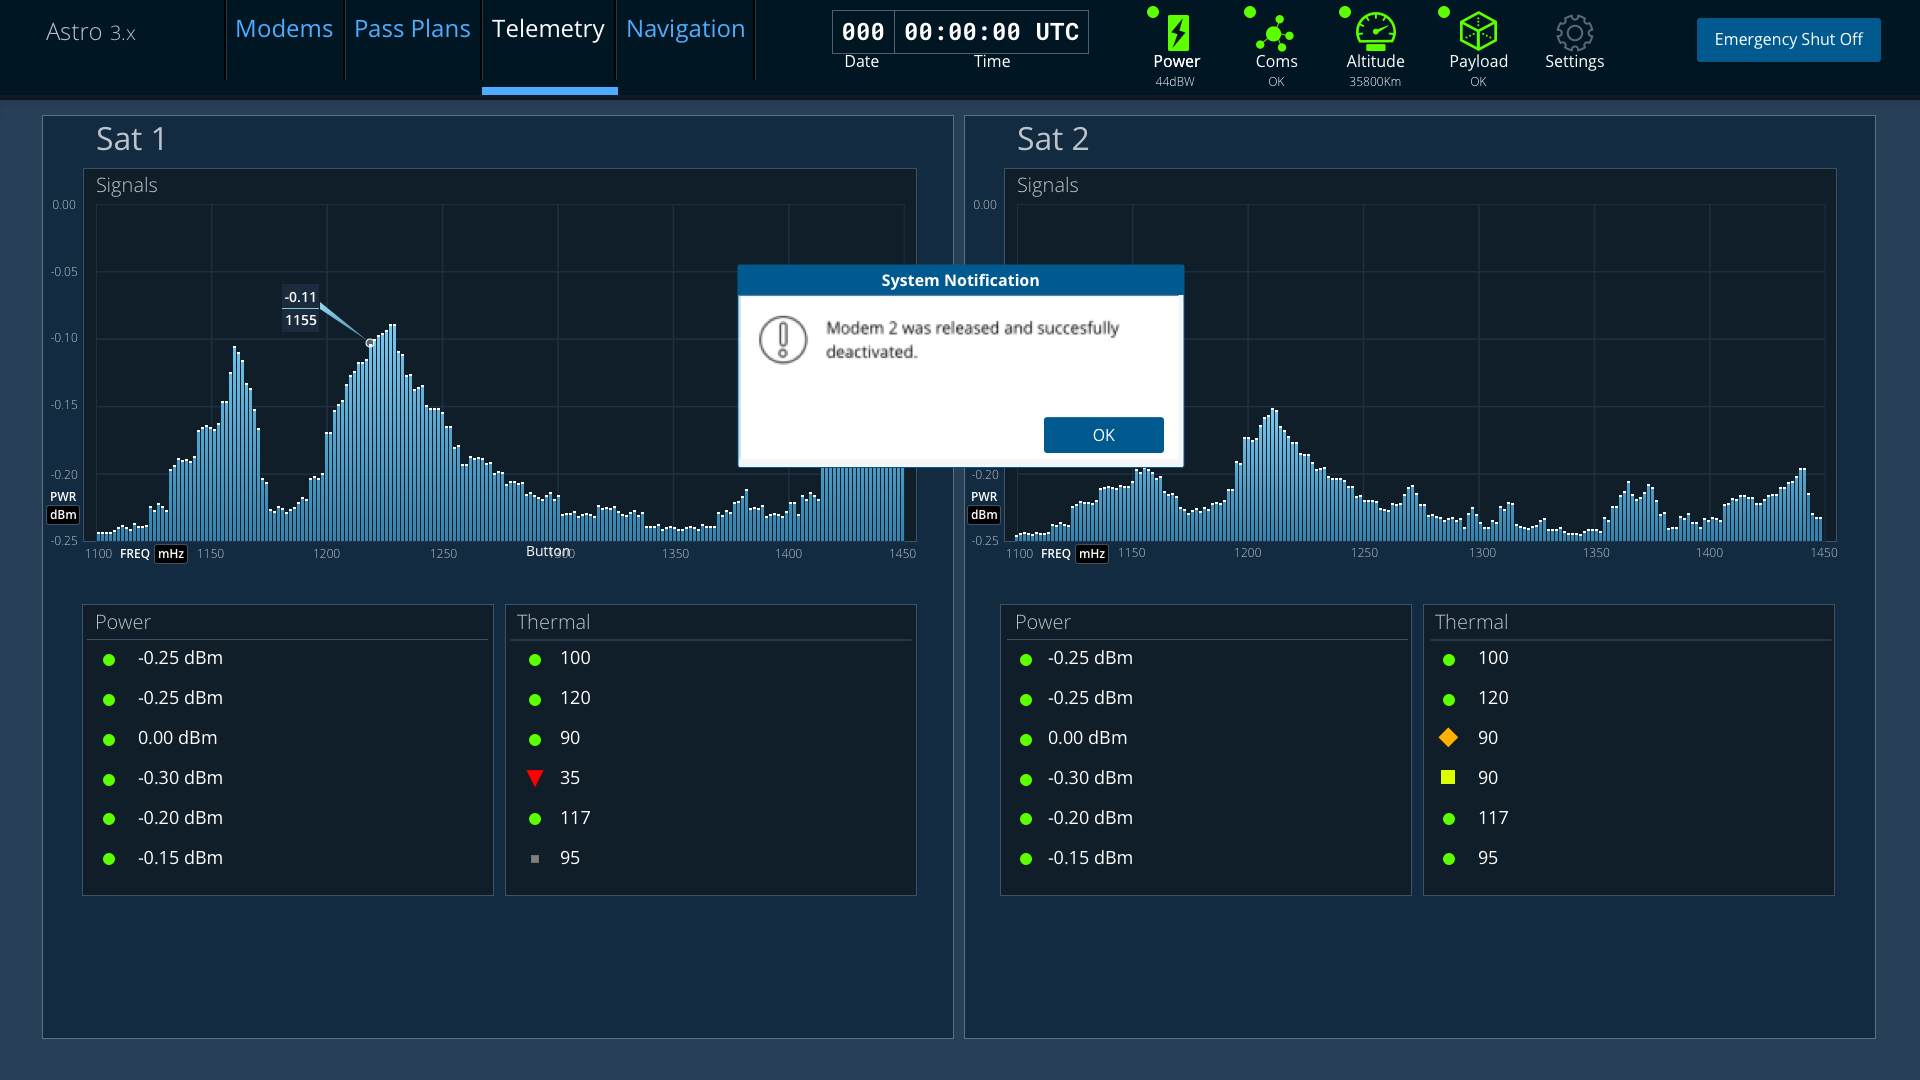 Astro 3.x
Modems
Pass Plans
Telemetry
Navigation
000 00:00:00 UTC
Date
Time
Power
44dBW
Coms
OK
Altitude
35800Km
Payload
OK
Settings
Emergency Shut Off
Sat 1
Signals
0.00
-0.05
-0.10
-0.15
-0.20
PWR
dBm
-0.25
-0.11
1155
1100 FREQ mHz 1150 1200 1250 1300 1350 1400 1450
Button
Sat 2
Signals
0.00
-0.20
PWR
dBm
-0.25
1100 FREQ mHz 1150 1200 1250 1300 1350 1400 1450
System Notification
Modem 2 was released and succesfully
deactivated.
OK
Power
-0.25 dBm
-0.25 dBm
0.00 dBm
-0.30 dBm
-0.20 dBm
-0.15 dBm
Thermal
100
120
90
35
117
95
Power
-0.25 dBm
-0.25 dBm
0.00 dBm
-0.30 dBm
-0.20 dBm
-0.15 dBm
Thermal
100
120
90
90
117
95